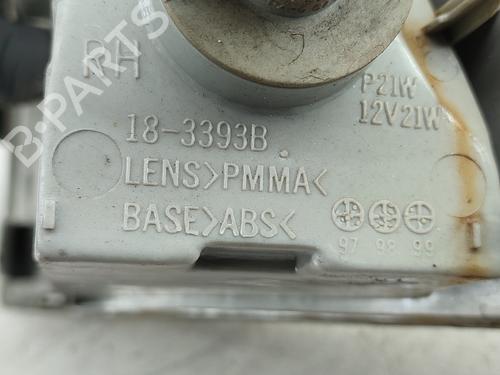 RH
P21W
12V21W
18-3393B
LENS>PMMA<
BASE>ABS<
97 98 99
B-PARTS